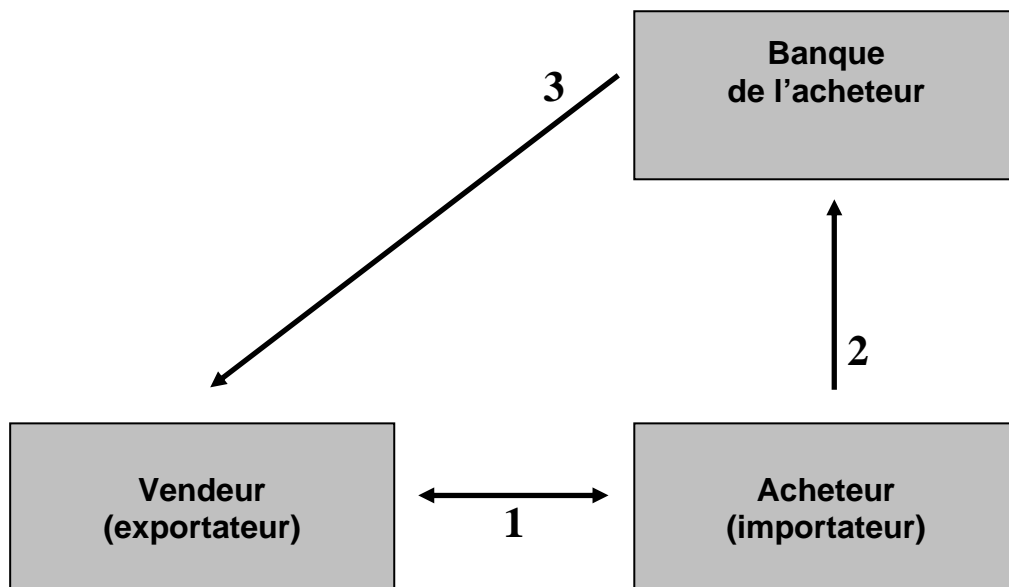 Banque
de l’acheteur
3
2
Vendeur
(exportateur)
1
Acheteur
(importateur)